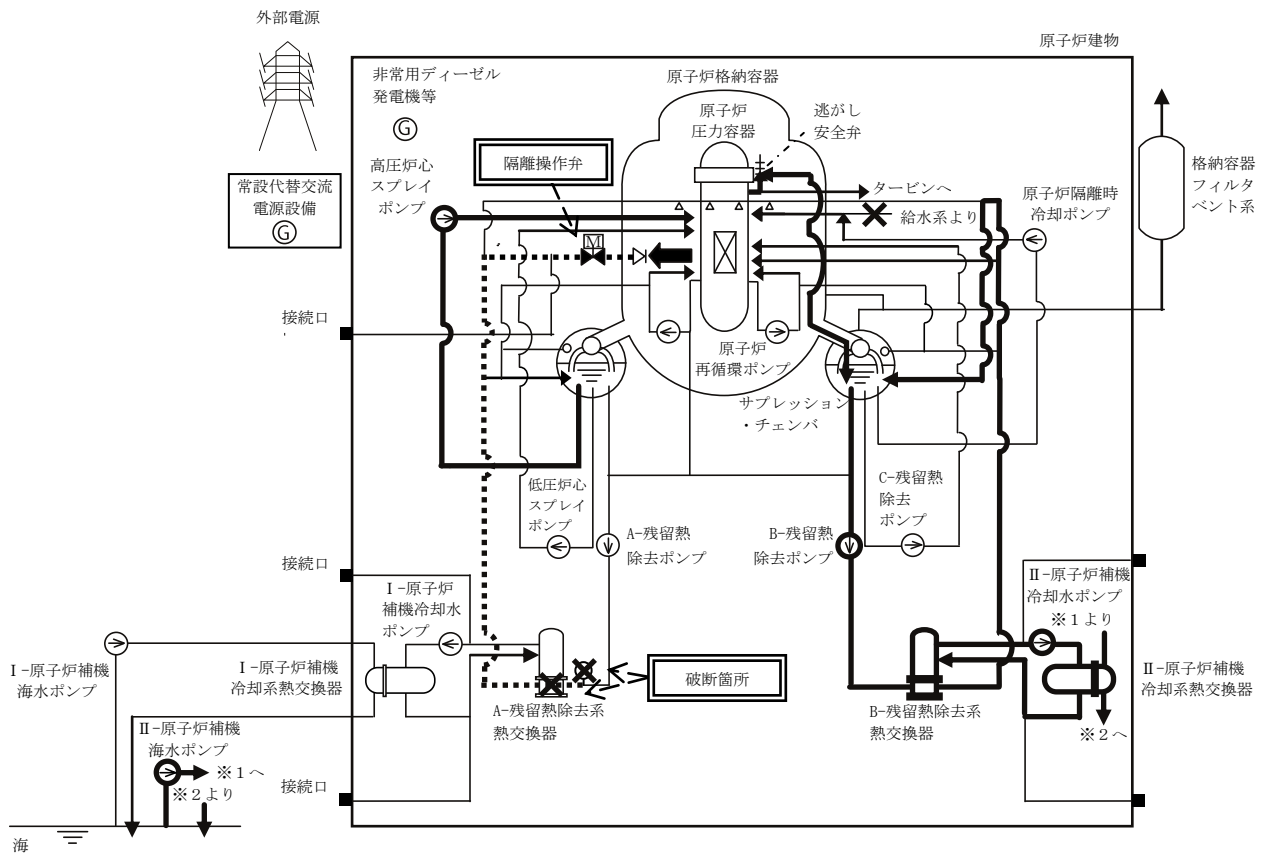 外部電源
原子炉建物
非常用ディーゼル
発電機等
G
原子炉格納容器
原子炉
圧力容器
逃がし
安全弁
隔離操作弁
高圧炉心
スプレイ
ポンプ
常設代替交流
電源設備
G
タービンへ
給水系より
原子炉隔離時
冷却ポンプ
格納容器
フィルタ
ベント系
M
接続口
原子炉
再循環ポンプ
サプレッション
・チェンバ
低圧炉心
スプレイ
ポンプ
A-残留熱
除去ポンプ
B-残留熱
除去ポンプ
C-残留熱
除去
ポンプ
接続口
Ⅰ-原子炉
補機冷却水
ポンプ
Ⅱ-原子炉補機
冷却水ポンプ
※1より
Ⅰ-原子炉補機
海水ポンプ
Ⅰ-原子炉補機
冷却系熱交換器
破断箇所
Ⅱ-原子炉補機
冷却系熱交換器
A-残留熱除去系
熱交換器
B-残留熱除去系
熱交換器
※2へ
Ⅱ-原子炉補機
海水ポンプ
※1へ
※2より
接続口
海